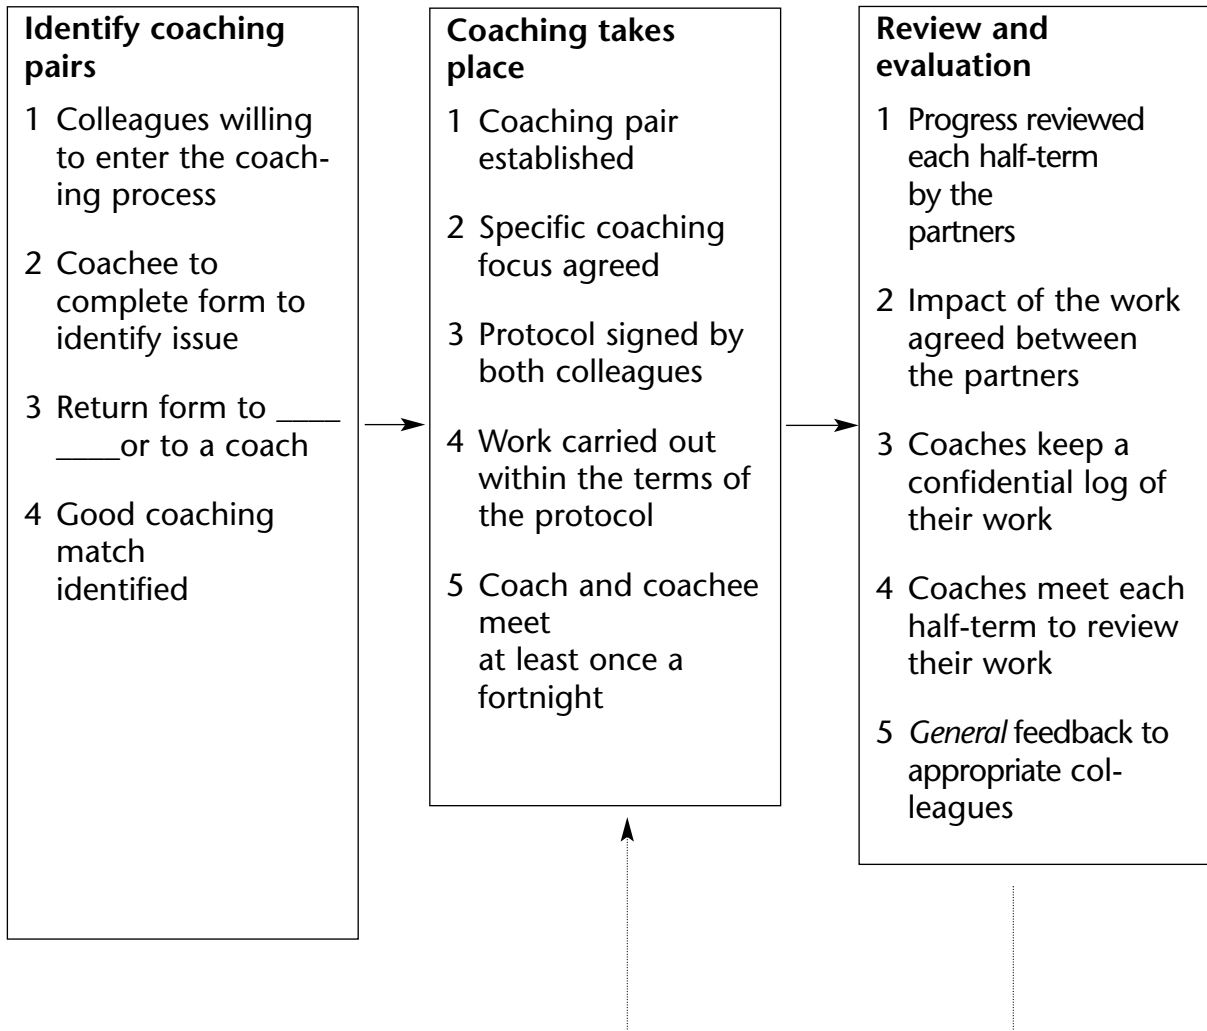 Identify coaching
pairs
1 Colleagues willing
to enter the coach-
ing process
2 Coachee to
complete form to
identify issue
3 Return form to ____
____or to a coach
4 Good coaching
match
identified
Coaching takes
place
1 Coaching pair
established
2 Specific coaching
focus agreed
3 Protocol signed by
both colleagues
4 Work carried out
within the terms of
the protocol
5 Coach and coachee
meet
at least once a
fortnight
Review and
evaluation
1 Progress reviewed
each half-term
by the
partners
2 Impact of the work
agreed between
the partners
3 Coaches keep a
confidential log of
their work
4 Coaches meet each
half-term to review
their work
5 General feedback to
appropriate col-
leagues